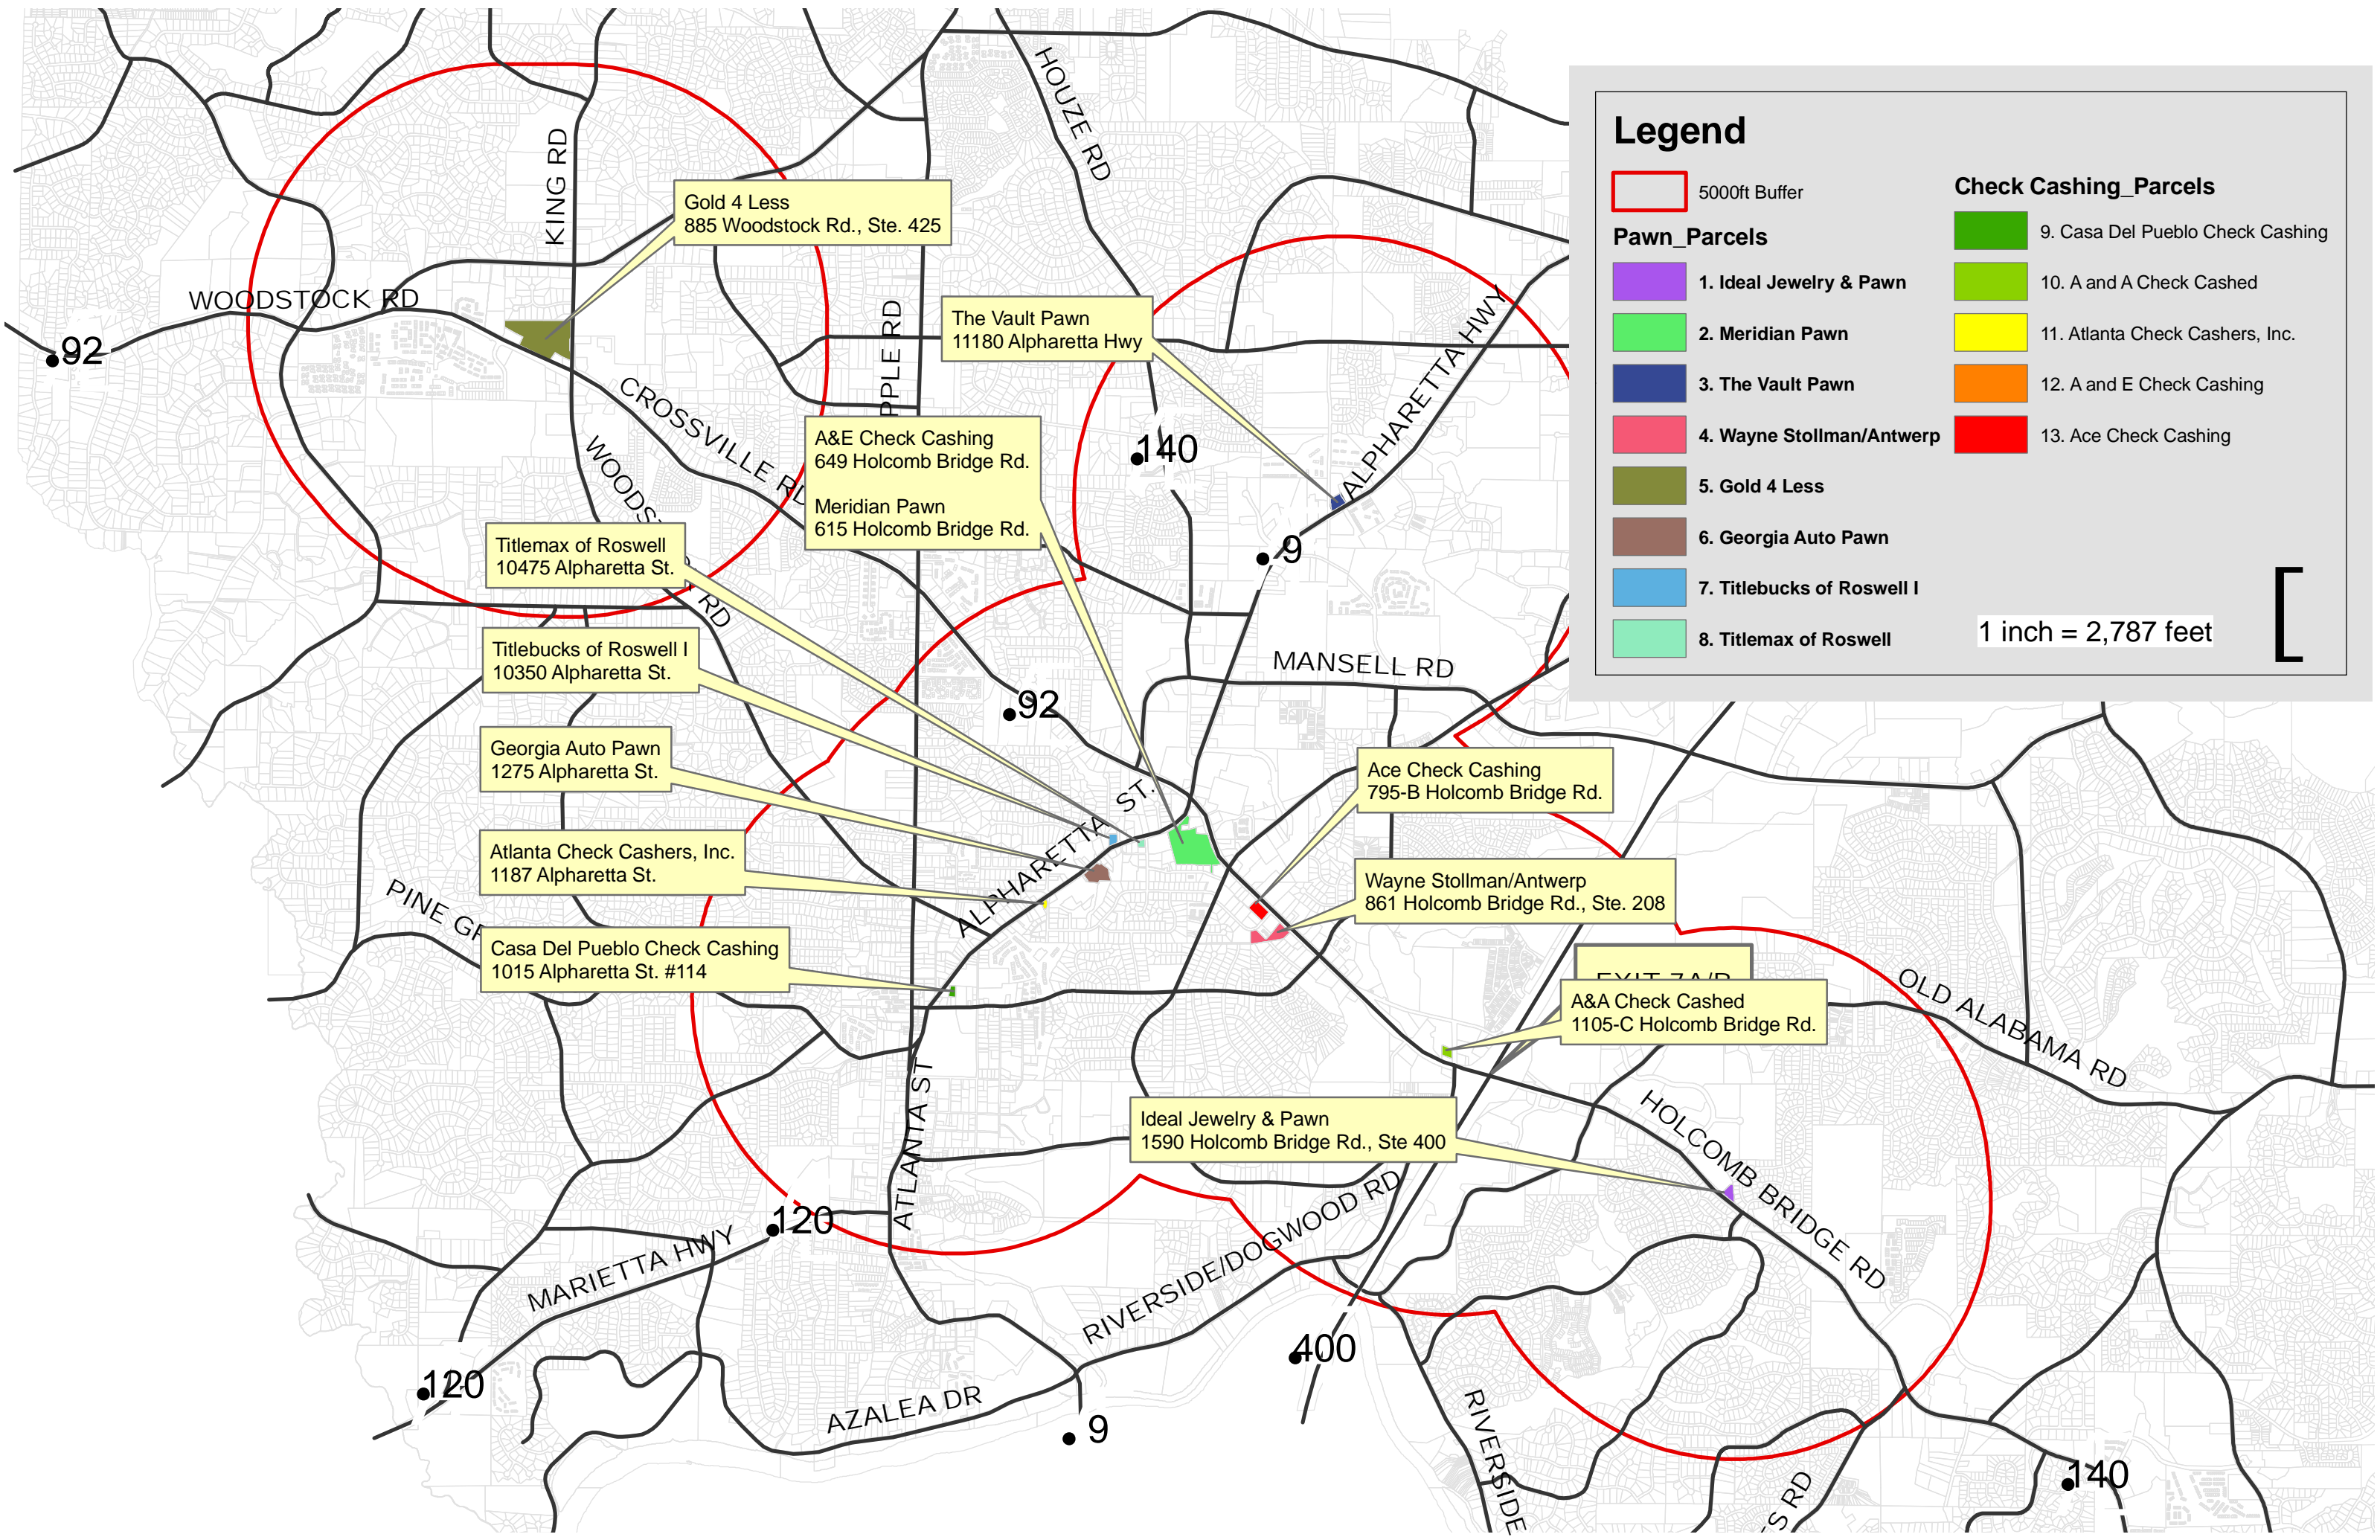 HOUZE RD
KING RD
Gold 4 Less
885 Woodstock Rd., Ste. 425
WOODSTOCK RD
92
The Vault Pawn
11180 Alpharetta Hwy
PPLE RD
ALPHARETTA HWY
CROSSVILLE RD
A&E Check Cashing
649 Holcomb Bridge Rd.
Meridian Pawn
615 Holcomb Bridge Rd.
140
9
Titlemax of Roswell
10475 Alpharetta St.
RD
Titlebucks of Roswell I
10350 Alpharetta St.
MANSELL RD
92
Georgia Auto Pawn
1275 Alpharetta St.
ALPHARETTA ST.
Ace Check Cashing
795-B Holcomb Bridge Rd.
Atlanta Check Cashers, Inc.
1187 Alpharetta St.
Wayne Stollman/Antwerp
861 Holcomb Bridge Rd., Ste. 208
PINE GR
Casa Del Pueblo Check Cashing
1015 Alpharetta St. #114
EXIT 7A/B
A&A Check Cashed
1105-C Holcomb Bridge Rd.
OLD ALABAMA RD
ATLANTA ST
Ideal Jewelry & Pawn
1590 Holcomb Bridge Rd., Ste 400
HOLCOMB BRIDGE RD
120
MARIETTA HWY
RIVERSIDE/DOGWOOD RD
400
120
AZALEA DR
9
RIVERSIDE
S RD
140
Legend
5000ft Buffer
Pawn_Parcels
1. Ideal Jewelry & Pawn
2. Meridian Pawn
3. The Vault Pawn
4. Wayne Stollman/Antwerp
5. Gold 4 Less
6. Georgia Auto Pawn
7. Titlebucks of Roswell I
8. Titlemax of Roswell
Check Cashing_Parcels
9. Casa Del Pueblo Check Cashing
10. A and A Check Cashed
11. Atlanta Check Cashers, Inc.
12. A and E Check Cashing
13. Ace Check Cashing
1 inch = 2,787 feet